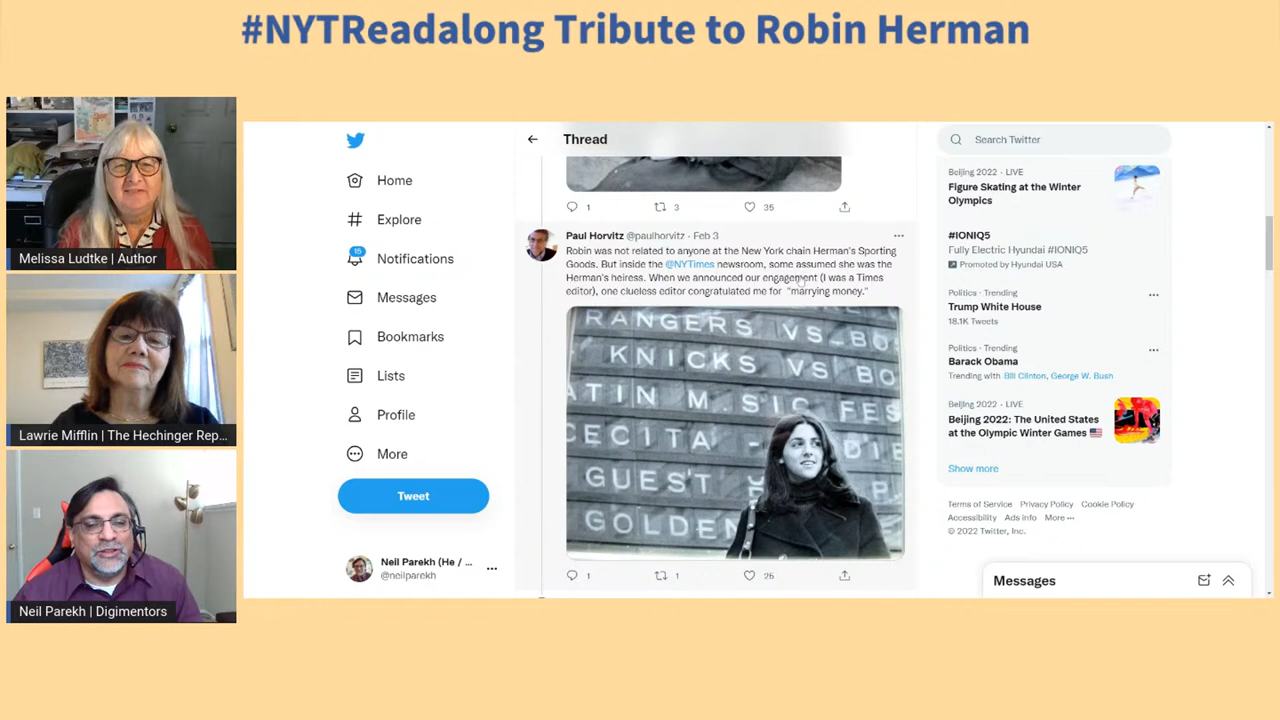 #NYTReadalong Tribute to Robin Herman
Melissa Ludtke | Author
Lawrie Mifflin | The Hechinger Rep...
Neil Parekh | Digimentors
Home
Explore
15
Notifications
Messages
Bookmarks
Lists
Profile
More
Tweet
Neil Parekh (He / ...
@neilparekh
Thread
1
3
35
Paul Horvitz @paulhorvitz · Feb 3
Robin was not related to anyone at the New York chain Herman's Sporting
Goods. But inside the @NYTimes newsroom, some assumed she was the
Herman's heiress. When we announced our engagement (I was a Times
editor), one clueless editor congratulated me for "marrying money."
RANGERS VS BO
KNICKS VS BO
ATIN M.SIC FES
CECITA - DIE
GUEST
GOLDEN
1
1
25
Search Twitter
Beijing 2022 · LIVE
Figure Skating at the Winter
Olympics
#IONIQ5
Fully Electric Hyundai #IONIQ5
Promoted by Hyundai USA
Politics · Trending
Trump White House
18.1K Tweets
Politics · Trending
Barack Obama
Trending with Bill Clinton, George W. Bush
Beijing 2022 · LIVE
Beijing 2022: The United States
at the Olympic Winter Games
Show more
Terms of Service Privacy Policy Cookie Policy
Accessibility Ads info More ···
© 2022 Twitter, Inc.
Messages